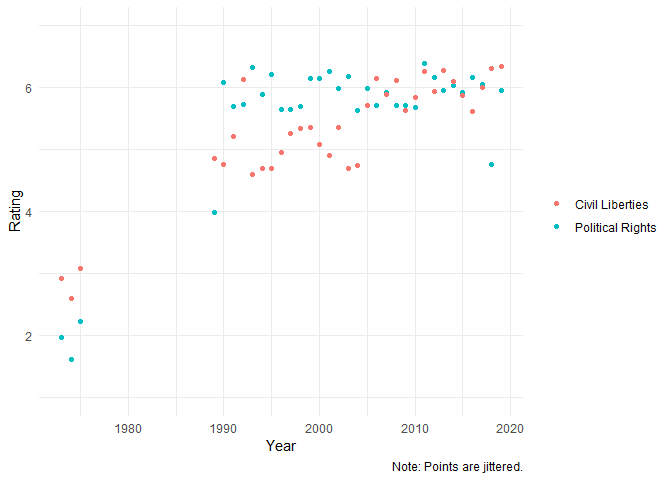 6
4
2
Rating
1980 1990 2000 2010 2020
Year
Civil Liberties
Political Rights
Note: Points are jittered.